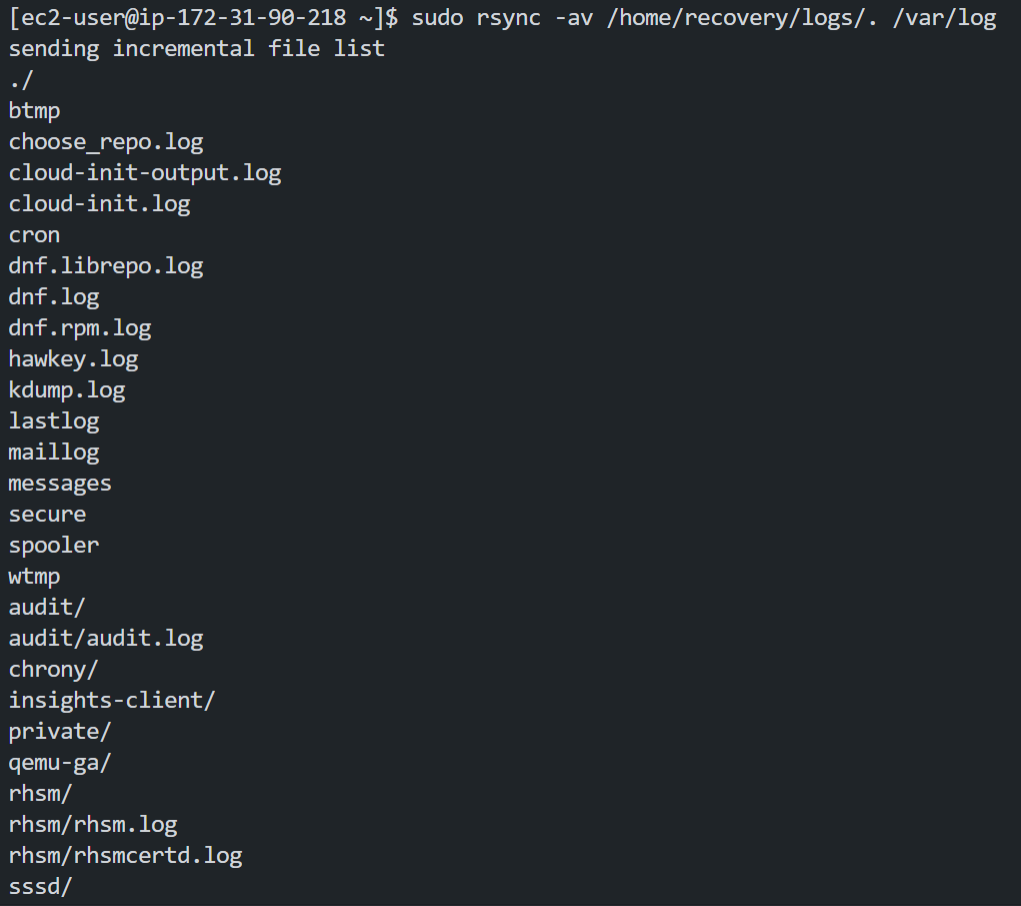 [ec2-user@ip-172-31-90-218 ~]$ sudo rsync -av /home/recovery/logs/. /var/log
sending incremental file list
./
btmp
choose_repo.log
cloud-init-output.log
cloud-init.log
cron
dnf.librepo.log
dnf.log
dnf.rpm.log
hawkey.log
kdump.log
lastlog
maillog
messages
secure
spooler
wtmp
audit/
audit/audit.log
chrony/
insights-client/
private/
qemu-ga/
rhsm/
rhsm/rhsm.log
rhsm/rhsmcertd.log
sssd/